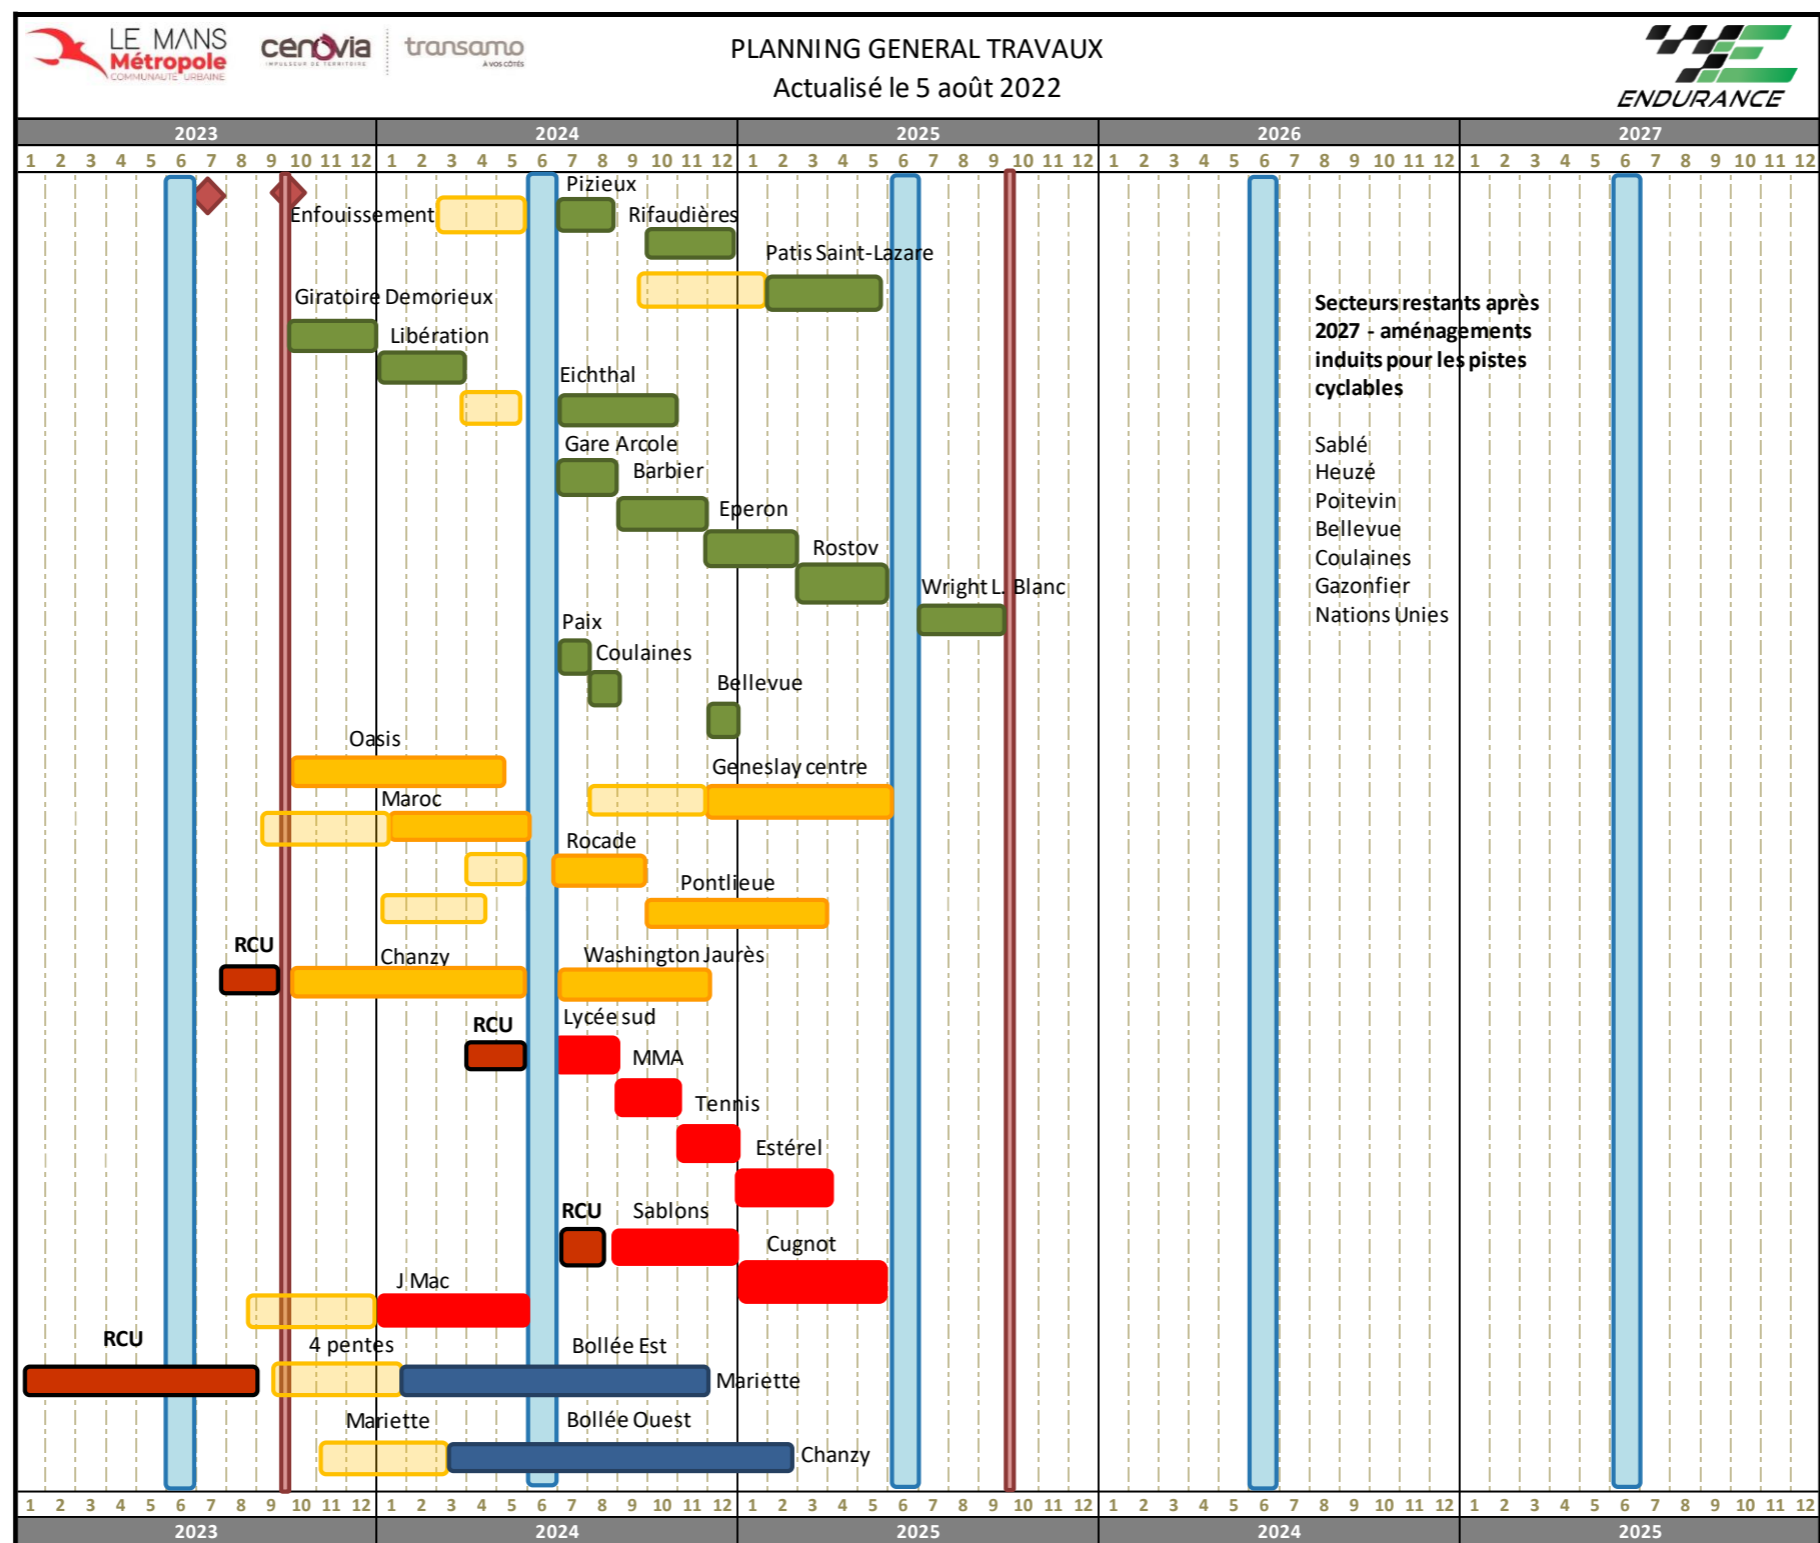 LE MANS
Métropole
COMMUNAUTÉ URBAINE
cénovia
IMPULSEUR DE TERRITOIRE
transamo
À VOS CÔTÉS
PLANNING GENERAL TRAVAUX
Actualisé le 5 août 2022
ENDURANCE
2023 2024 2025 2026 2027
1 2 3 4 5 6 7 8 9 10 11 12 1 2 3 4 5 6 7 8 9 10 11 12 1 2 3 4 5 6 7 8 9 10 11 12 1 2 3 4 5 6 7 8 9 10 11 12 1 2 3 4 5 6 7 8 9 10 11 12
Pizieux
Enfouissement
Rifaudières
Patis Saint-Lazare
Giratoire Demorieux
Libération
Eichthal
Gare Arcole
Barbier
Eperon
Rostov
Wright L. Blanc
Paix
Coulaines
Bellevue
Secteurs restants après
2027 - aménagements
induits pour les pistes
cyclables
Sablé
Heuzé
Poitevin
Bellevue
Coulaines
Gazonfier
Nations Unies
Oasis
Geneslay centre
Maroc
Rocade
Pontlieue
RCU
Chanzy
Washington Jaurès
RCU
Lycée sud
MMA
Tennis
Estérel
RCU
Sablons
Cugnot
J Mac
RCU
4 pentes
Bollée Est
Mariette
Mariette
Bollée Ouest
Chanzy
1 2 3 4 5 6 7 8 9 10 11 12 1 2 3 4 5 6 7 8 9 10 11 12 1 2 3 4 5 6 7 8 9 10 11 12 1 2 3 4 5 6 7 8 9 10 11 12 1 2 3 4 5 6 7 8 9 10 11 12
2023 2024 2025 2024 2025